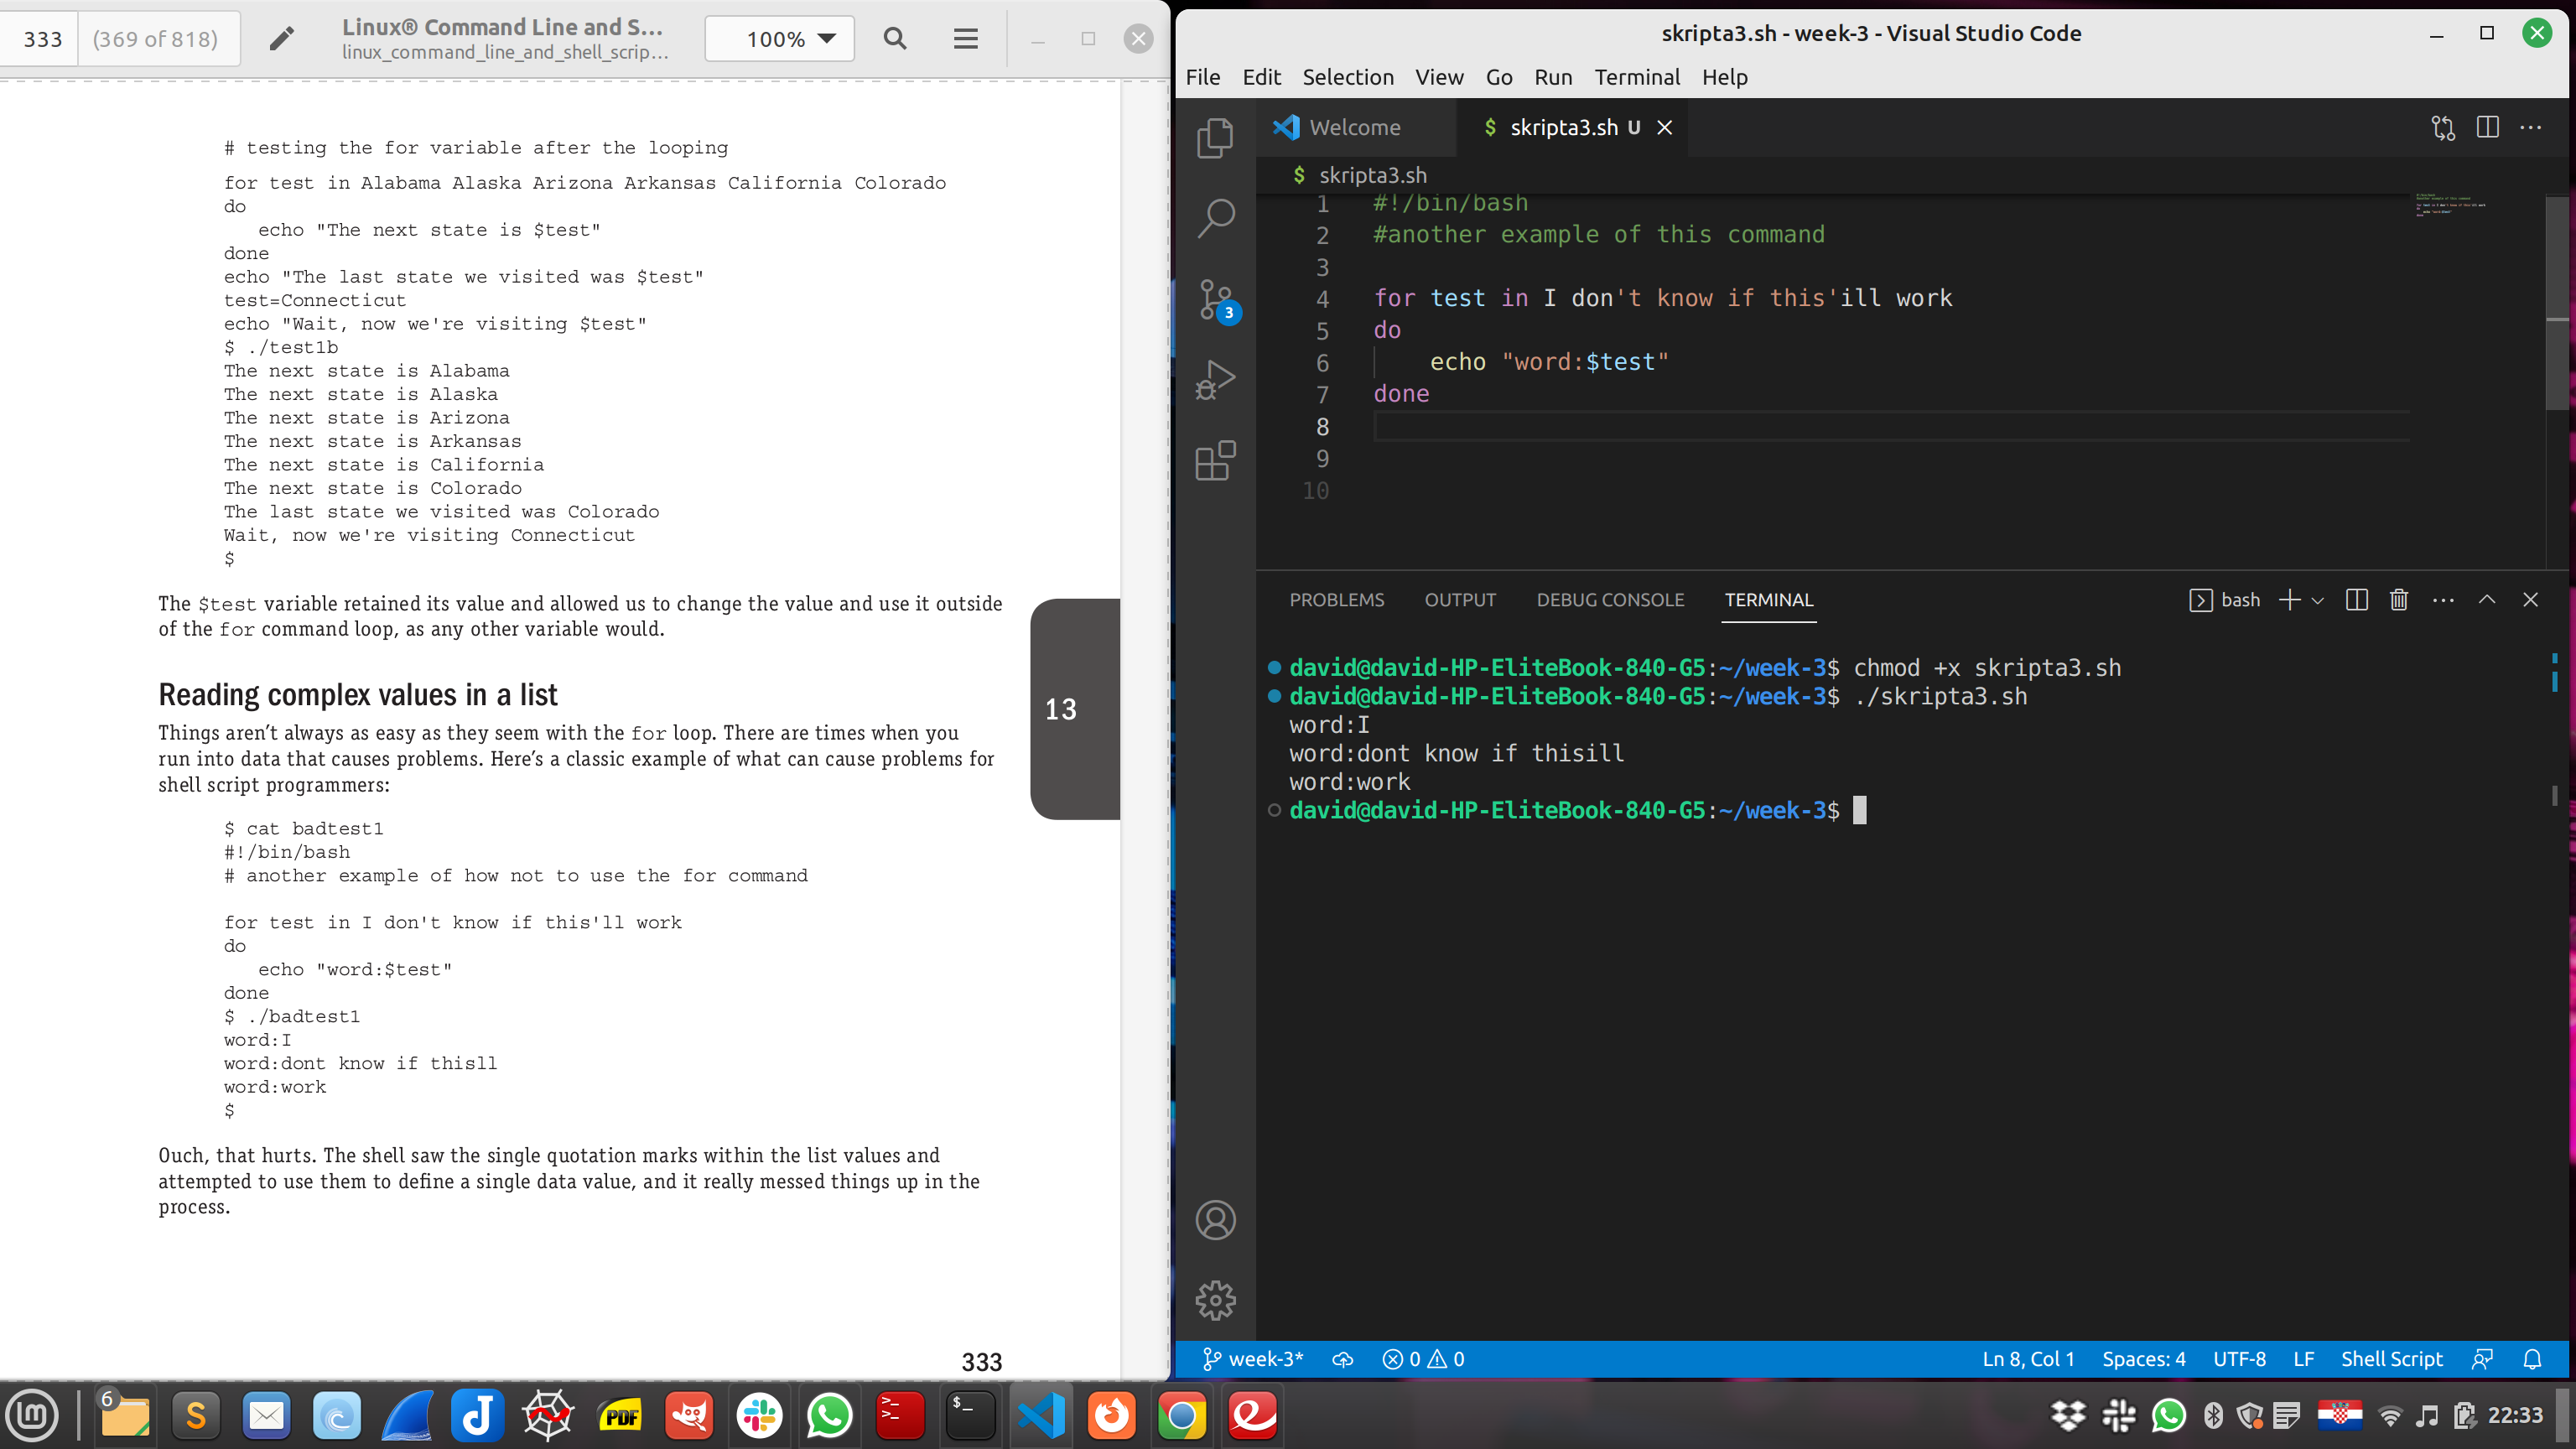 333 (369 of 818)
Linux® Command Line and S...
linux_command_line_and_shell_scrip...
100%
# testing the for variable after the looping
for test in Alabama Alaska Arizona Arkansas California Colorado
do
echo "The next state is $test"
done
echo "The last state we visited was $test"
test=Connecticut
echo "Wait, now we're visiting $test"
$ ./test1b
The next state is Alabama
The next state is Alaska
The next state is Arizona
The next state is Arkansas
The next state is California
The next state is Colorado
The last state we visited was Colorado
Wait, now we're visiting Connecticut
$
The $test variable retained its value and allowed us to change the value and use it outside
of the for command loop, as any other variable would.
Reading complex values in a list
Things aren’t always as easy as they seem with the for loop. There are times when you
run into data that causes problems. Here’s a classic example of what can cause problems for
shell script programmers:
13
$ cat badtest1
#!/bin/bash
# another example of how not to use the for command
for test in I don't know if this'll work
do
echo "word:$test"
done
$ ./badtest1
word:I
word:dont know if thisll
word:work
$
Ouch, that hurts. The shell saw the single quotation marks within the list values and
attempted to use them to define a single data value, and it really messed things up in the
process.
333
skripta3.sh - week-3 - Visual Studio Code
File Edit Selection View Go Run Terminal Help
Welcome $ skripta3.sh U
$ skripta3.sh
1 #!/bin/bash
2 #another example of this command
3
4 for test in I don't know if this'ill work
5 do
6 echo "word:$test"
7 done
8
9
10
3
PROBLEMS OUTPUT DEBUG CONSOLE TERMINAL bash
david@david-HP-EliteBook-840-G5:~/week-3$ chmod +x skripta3.sh
david@david-HP-EliteBook-840-G5:~/week-3$ ./skripta3.sh
word:I
word:dont know if thisill
word:work
david@david-HP-EliteBook-840-G5:~/week-3$
week-3* 0 0 Ln 8, Col 1 Spaces: 4 UTF-8 LF Shell Script
6 S PDF $_ 22:33